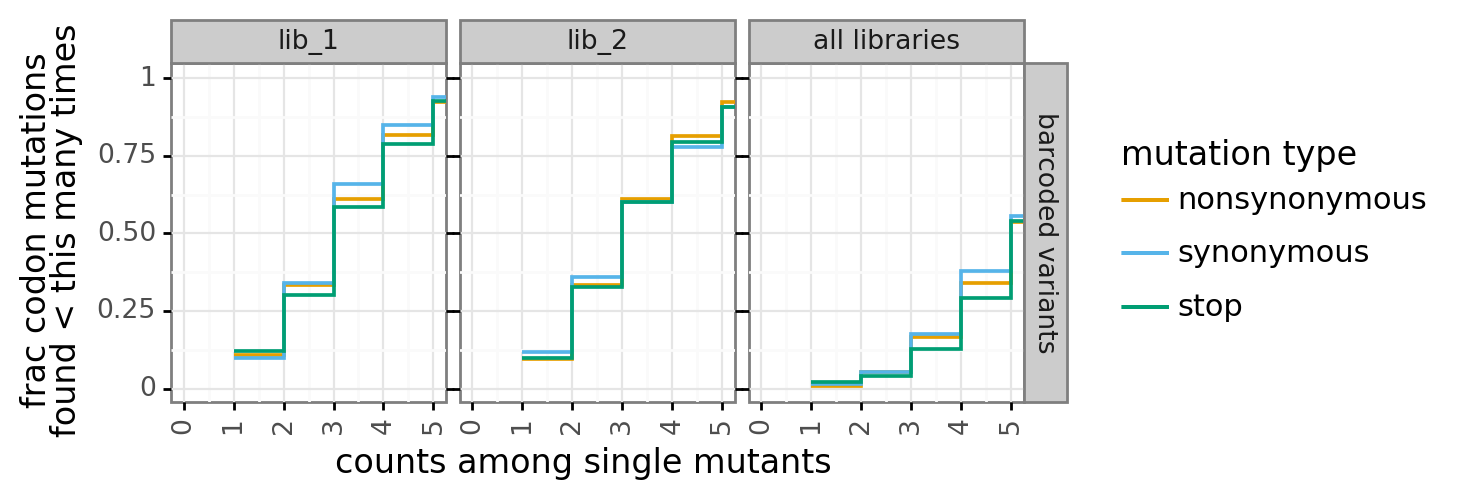 lib_1
lib_2
all libraries
frac codon mutations
found < this many times
1
0.75
0.50
0.25
0
barcoded variants
0 1 2 3 4 5
0 1 2 3 4 5
0 1 2 3 4 5
counts among single mutants
mutation type
nonsynonymous
synonymous
stop